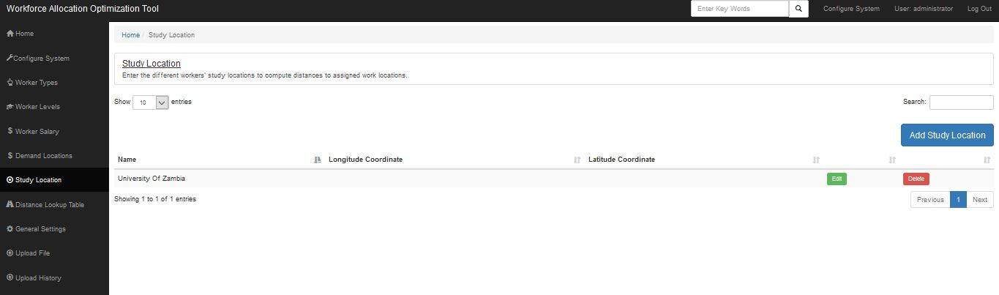 Workforce Allocation Optimization Tool
Enter Key Words
Configure System
User: administrator
Log Out
Home
Configure System
Worker Types
Worker Levels
Worker Salary
Demand Locations
Study Location
Distance Lookup Table
General Settings
Upload File
Upload History
Home / Study Location
Study Location
Enter the different workers' study locations to compute distances to assigned work locations.
Show 10 entries
Search:
Add Study Location
Name Longitude Coordinate Latitude Coordinate
University Of Zambia Edit Delete
Showing 1 to 1 of 1 entries
Previous 1 Next